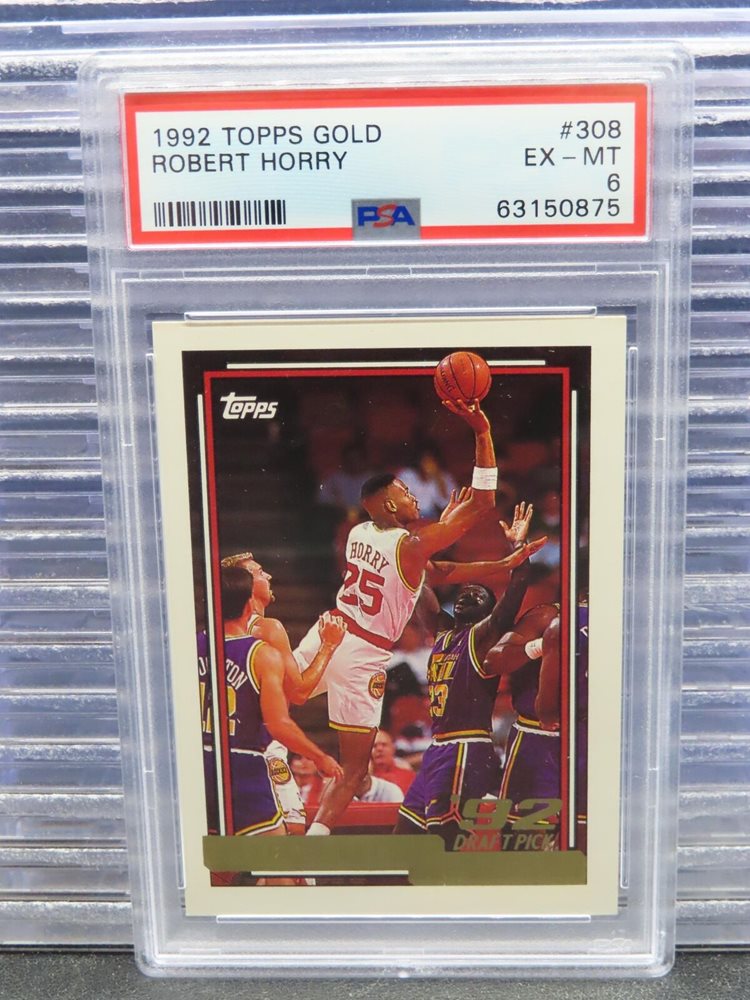 1992 TOPPS GOLD #308
ROBERT HORRY EX - MT
6
PSA 63150875
TOPPS
HORRY
25
'92
DRAFT PICK